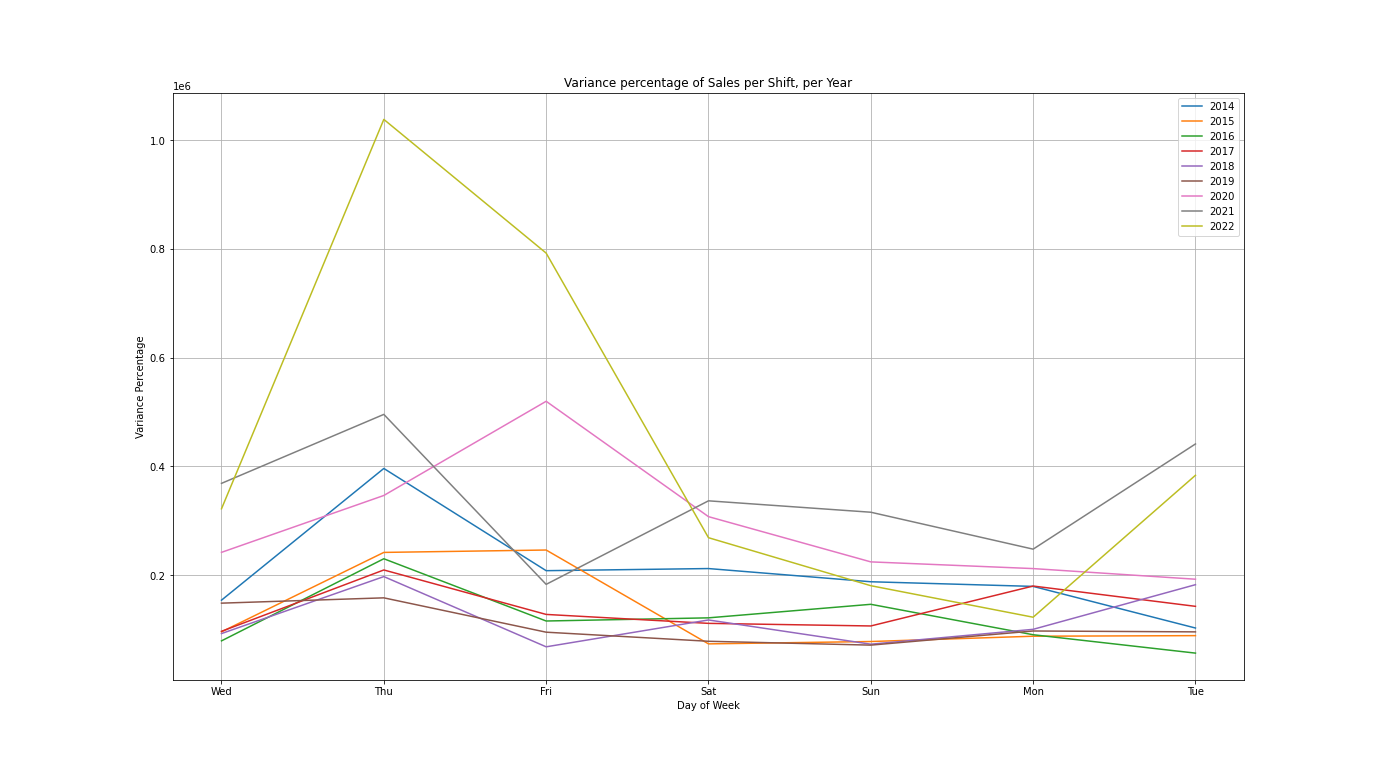 Variance percentage of Sales per Shift, per Year
1e6
1.0
0.8
0.6
0.4
0.2
Variance Percentage
Wed Thu Fri Sat Sun Mon Tue
Day of Week
2014
2015
2016
2017
2018
2019
2020
2021
2022